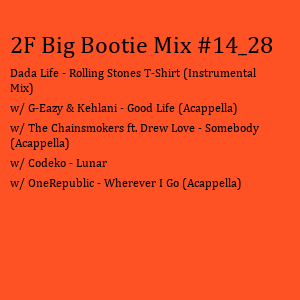 2F Big Bootie Mix #14_28
Dada Life - Rolling Stones T-Shirt (Instrumental
Mix)
w/ G-Eazy & Kehlani - Good Life (Acappella)
w/ The Chainsmokers ft. Drew Love - Somebody
(Acappella)
w/ Codeko - Lunar
w/ OneRepublic - Wherever I Go (Acappella)